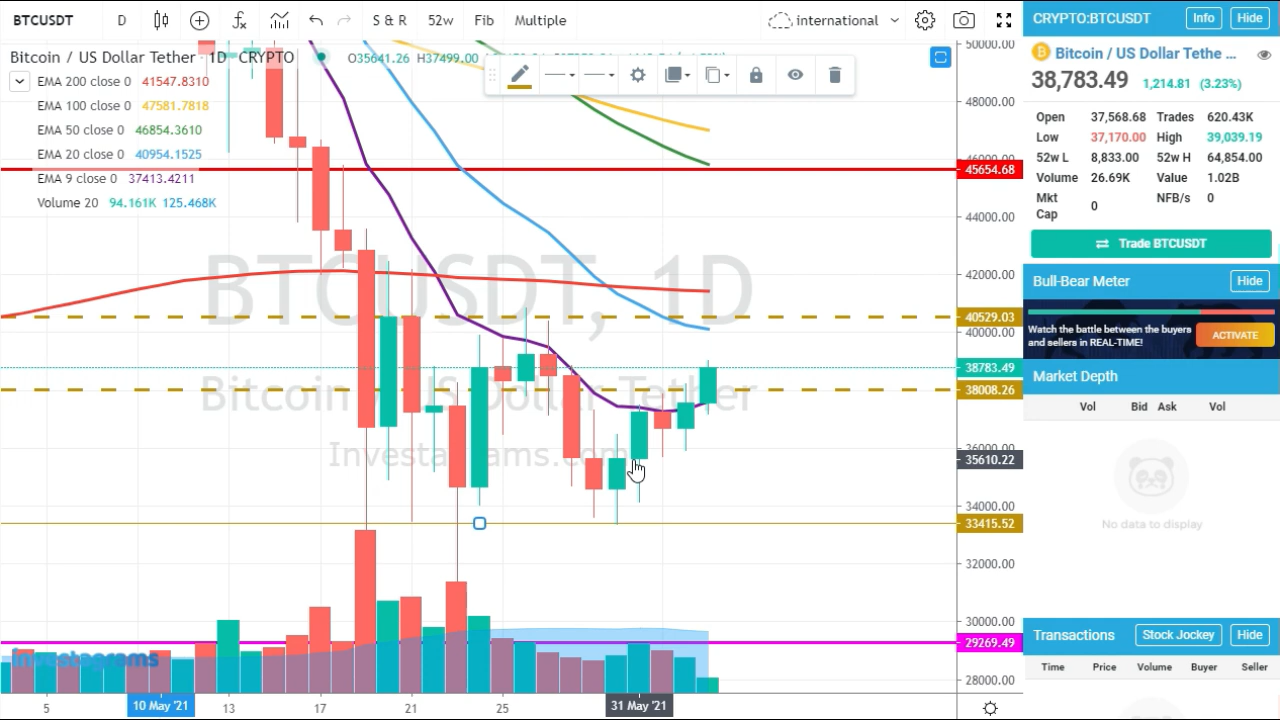 BTCUSDT D S & R 52w Fib Multiple international
Bitcoin / US Dollar Tether · 1D · CRYPTO O35641.26 H37499.00
EMA 200 close 0 41547.8310
EMA 100 close 0 47581.7818
EMA 50 close 0 46854.3610
EMA 20 close 0 40954.1525
EMA 9 close 0 37413.4211
Volume 20 94.161K 125.468K
BTCUSDT, 1D
Bitcoin / US Dollar Tether
Investagrams.com
investagrams
50000.00
48000.00
46000.00
45654.68
44000.00
42000.00
40529.03
40000.00
38783.49
38008.26
36000.00
35610.22
34000.00
33415.52
32000.00
30000.00
29269.49
28000.00
5 10 May '21 13 17 21 25 31 May '21
CRYPTO:BTCUSDT Info Hide
Bitcoin / US Dollar Tethe ...
38,783.49 1,214.81 (3.23%)
Open 37,568.68 Trades 620.43K
Low 37,170.00 High 39,039.19
52w L 8,833.00 52w H 64,854.00
Volume 26.69K Value 1.02B
Mkt Cap 0 NFB/s 0
Trade BTCUSDT
Bull-Bear Meter Hide
Watch the battle between the buyers
and sellers in REAL-TIME!
ACTIVATE
Market Depth
Vol Bid Ask Vol
No data to display
Transactions Stock Jockey Hide
Time Price Volume Buyer Seller